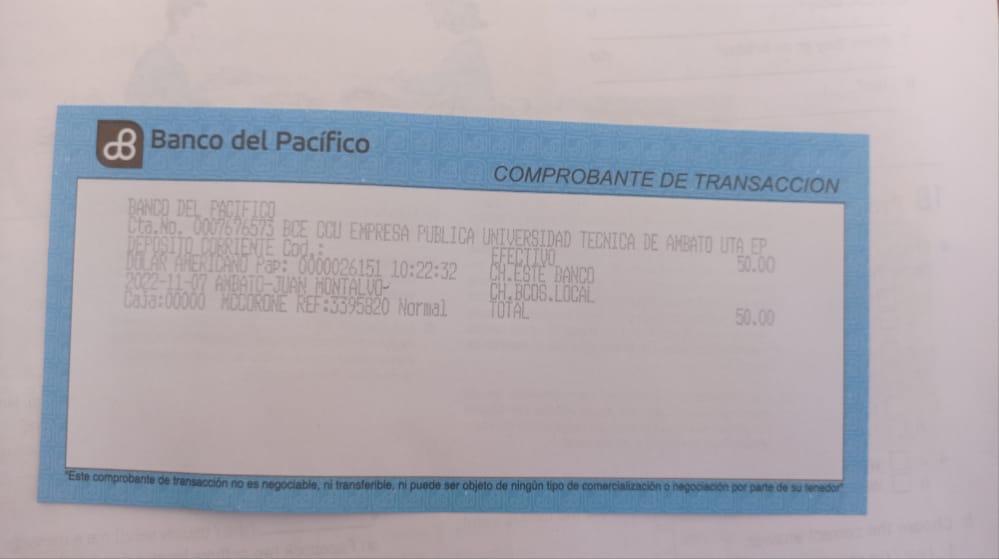 Banco del Pacífico
COMPROBANTE DE TRANSACCION
BANCO DEL PACIFICO
Cta.No. 0007676573 BCE CCU EMPRESA PUBLICA UNIVERSIDAD TECNICA DE AMBATO UTA EP
DEPOSITO CORRIENTE Cod.: EFECTIVO 50.00
DOLAR AMERICANO Pap: 0000026151 10:22:32 CH.ESTE BANCO
2022-11-07 AMBATO-JUAN MONTALVO- CH.BCOS.LOCAL
Caja:00000 MCCORONE REF:3395820 Normal TOTAL 50.00
"Este comprobante de transacción no es negociable, ni transferible, ni puede ser objeto de ningún tipo de comercialización o negociación por parte de su tenedor"